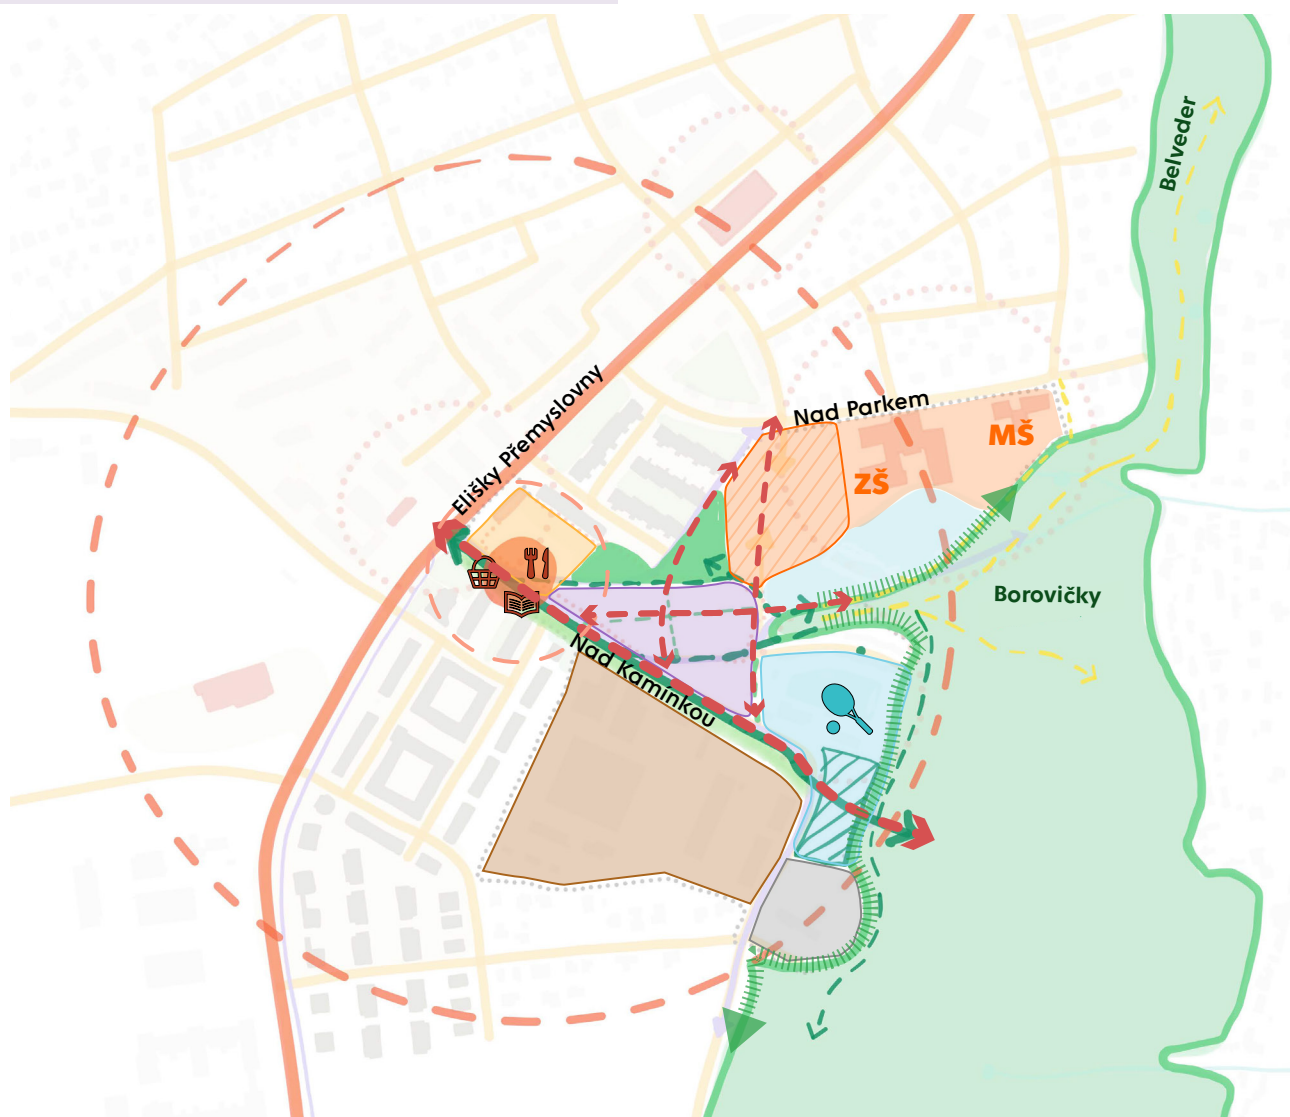 Belveder
Elišky Přemyslovny
Nad Parkem
MŠ
ZŠ
Borovičky
Nad Kamínkou